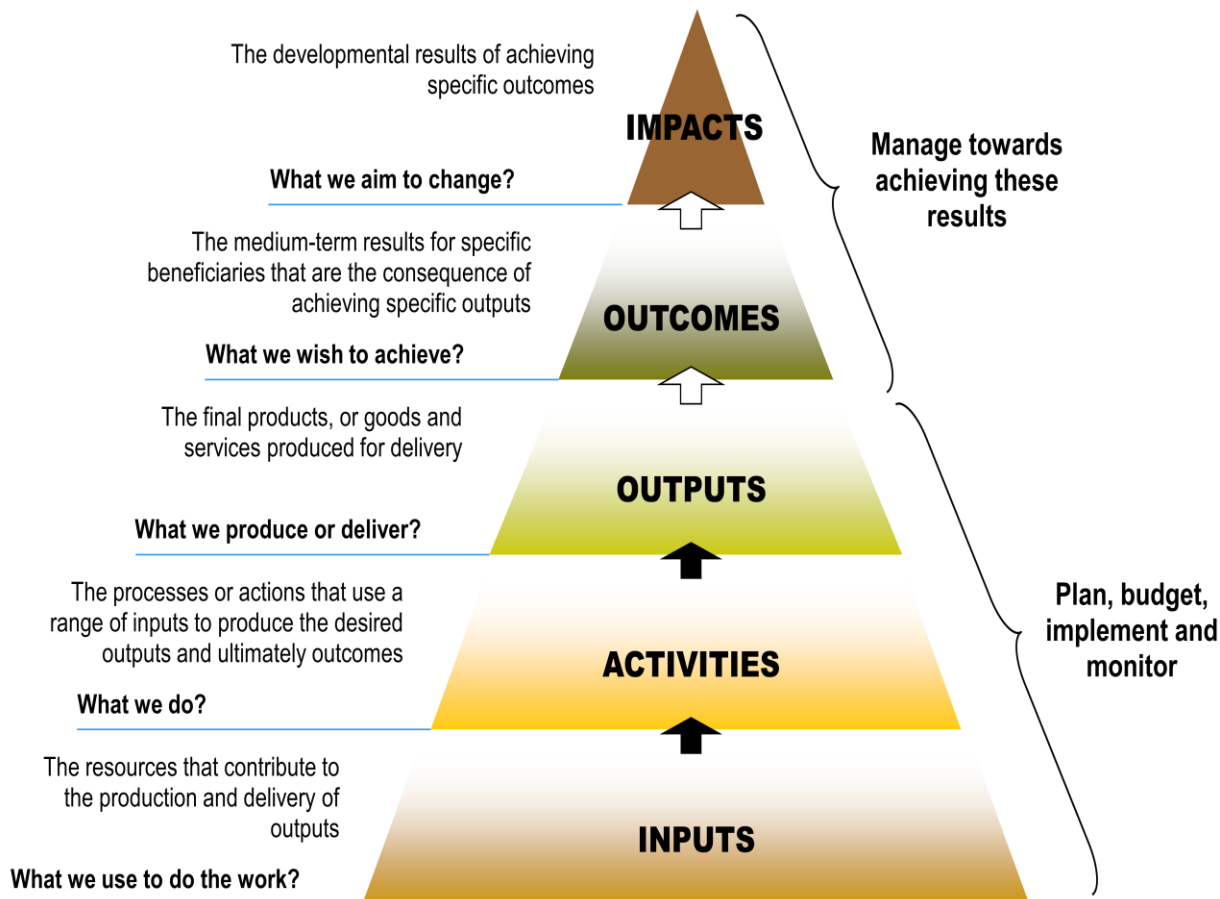 The developmental results of achieving
specific outcomes
IMPACTS
What we aim to change?
Manage towards
achieving these
results
The medium-term results for specific
beneficiaries that are the consequence of
achieving specific outputs
OUTCOMES
What we wish to achieve?
The final products, or goods and
services produced for delivery
OUTPUTS
What we produce or deliver?
The processes or actions that use a
range of inputs to produce the desired
outputs and ultimately outcomes
ACTIVITIES
What we do?
Plan, budget,
implement and
monitor
The resources that contribute to
the production and delivery of
outputs
INPUTS
What we use to do the work?